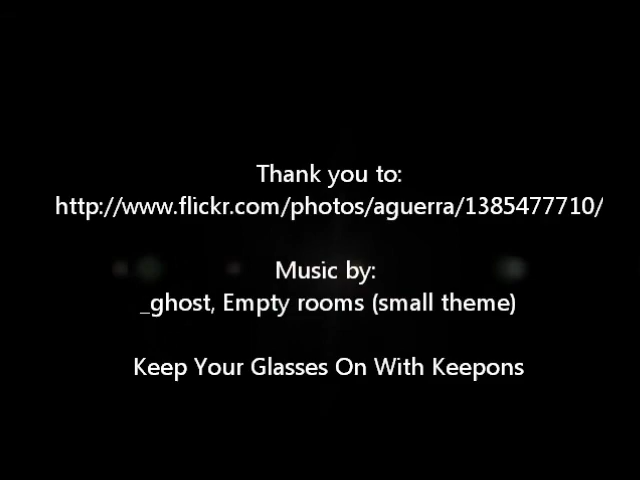 Thank you to:
http://www.flickr.com/photos/aguerra/1385477710/
Music by:
_ghost, Empty rooms (small theme)
Keep Your Glasses On With Keepons